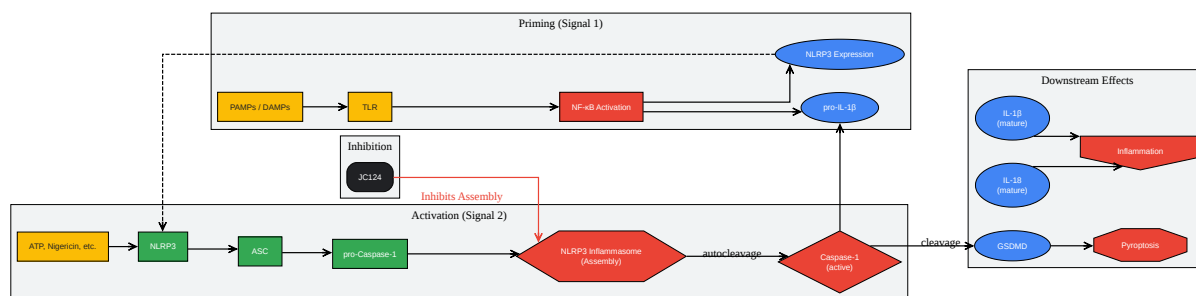 Priming (Signal 1)
NLRP3 Expression
PAMPs / DAMPs
TLR
NF-κB Activation
pro-IL-1β
Inhibition
JC124
Inhibits Assembly
Activation (Signal 2)
ATP, Nigericin, etc.
NLRP3
ASC
pro-Caspase-1
NLRP3 Inflammasome
(Assembly)
autocleavage
Caspase-1
(active)
cleavage
Downstream Effects
IL-1β
(mature)
Inflammation
IL-18
(mature)
GSDMD
Pyroptosis